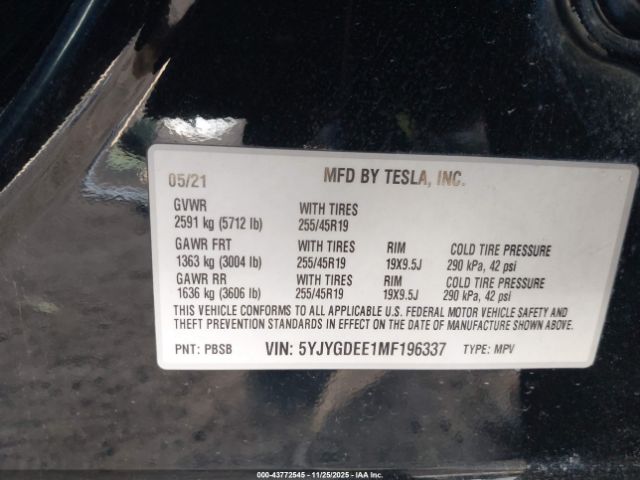 05/21 MFD BY TESLA, INC.
GVWR WITH TIRES
2591 kg (5712 lb) 255/45R19
GAWR FRT WITH TIRES RIM COLD TIRE PRESSURE
1363 kg (3004 lb) 255/45R19 19X9.5J 290 kPa, 42 psi
GAWR RR WITH TIRES RIM COLD TIRE PRESSURE
1636 kg (3606 lb) 255/45R19 19X9.5J 290 kPa, 42 psi
THIS VEHICLE CONFORMS TO ALL APPLICABLE U.S. FEDERAL MOTOR VEHICLE SAFETY AND
THEFT PREVENTION STANDARDS IN EFFECT ON THE DATE OF MANUFACTURE SHOWN ABOVE.
PNT: PBSB VIN: 5YJYGDEE1MF196337 TYPE: MPV
000-43772545 - 11/25/2025 - IAA Inc.